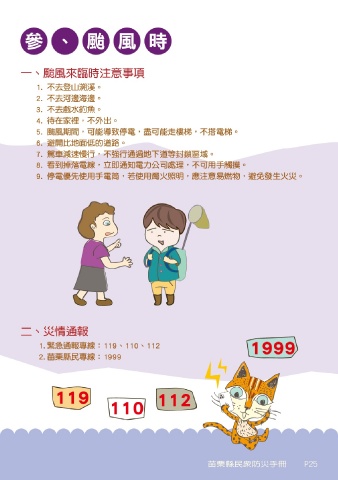 參、颱風時
一、颱風來臨時注意事項
1. 不去登山溯溪。
2. 不去河邊海邊。
3. 不去戲水釣魚。
4. 待在家裡，不外出。
5. 颱風期間，可能導致停電，盡可能走樓梯，不搭電梯。
6. 避開比地面低的道路。
7. 駕車減速慢行，不強行通過地下道等封鎖區域。
8. 看到掉落電線，立即通知電力公司處理，不可用手觸摸。
9. 停電優先使用手電筒，若使用燭火照明，應注意易燃物，避免發生火災。
二、災情通報
1. 緊急通報專線：119、110、112
2. 苗栗縣民專線：1999
1999
119
110
112
苗栗縣民眾防災手冊 P25